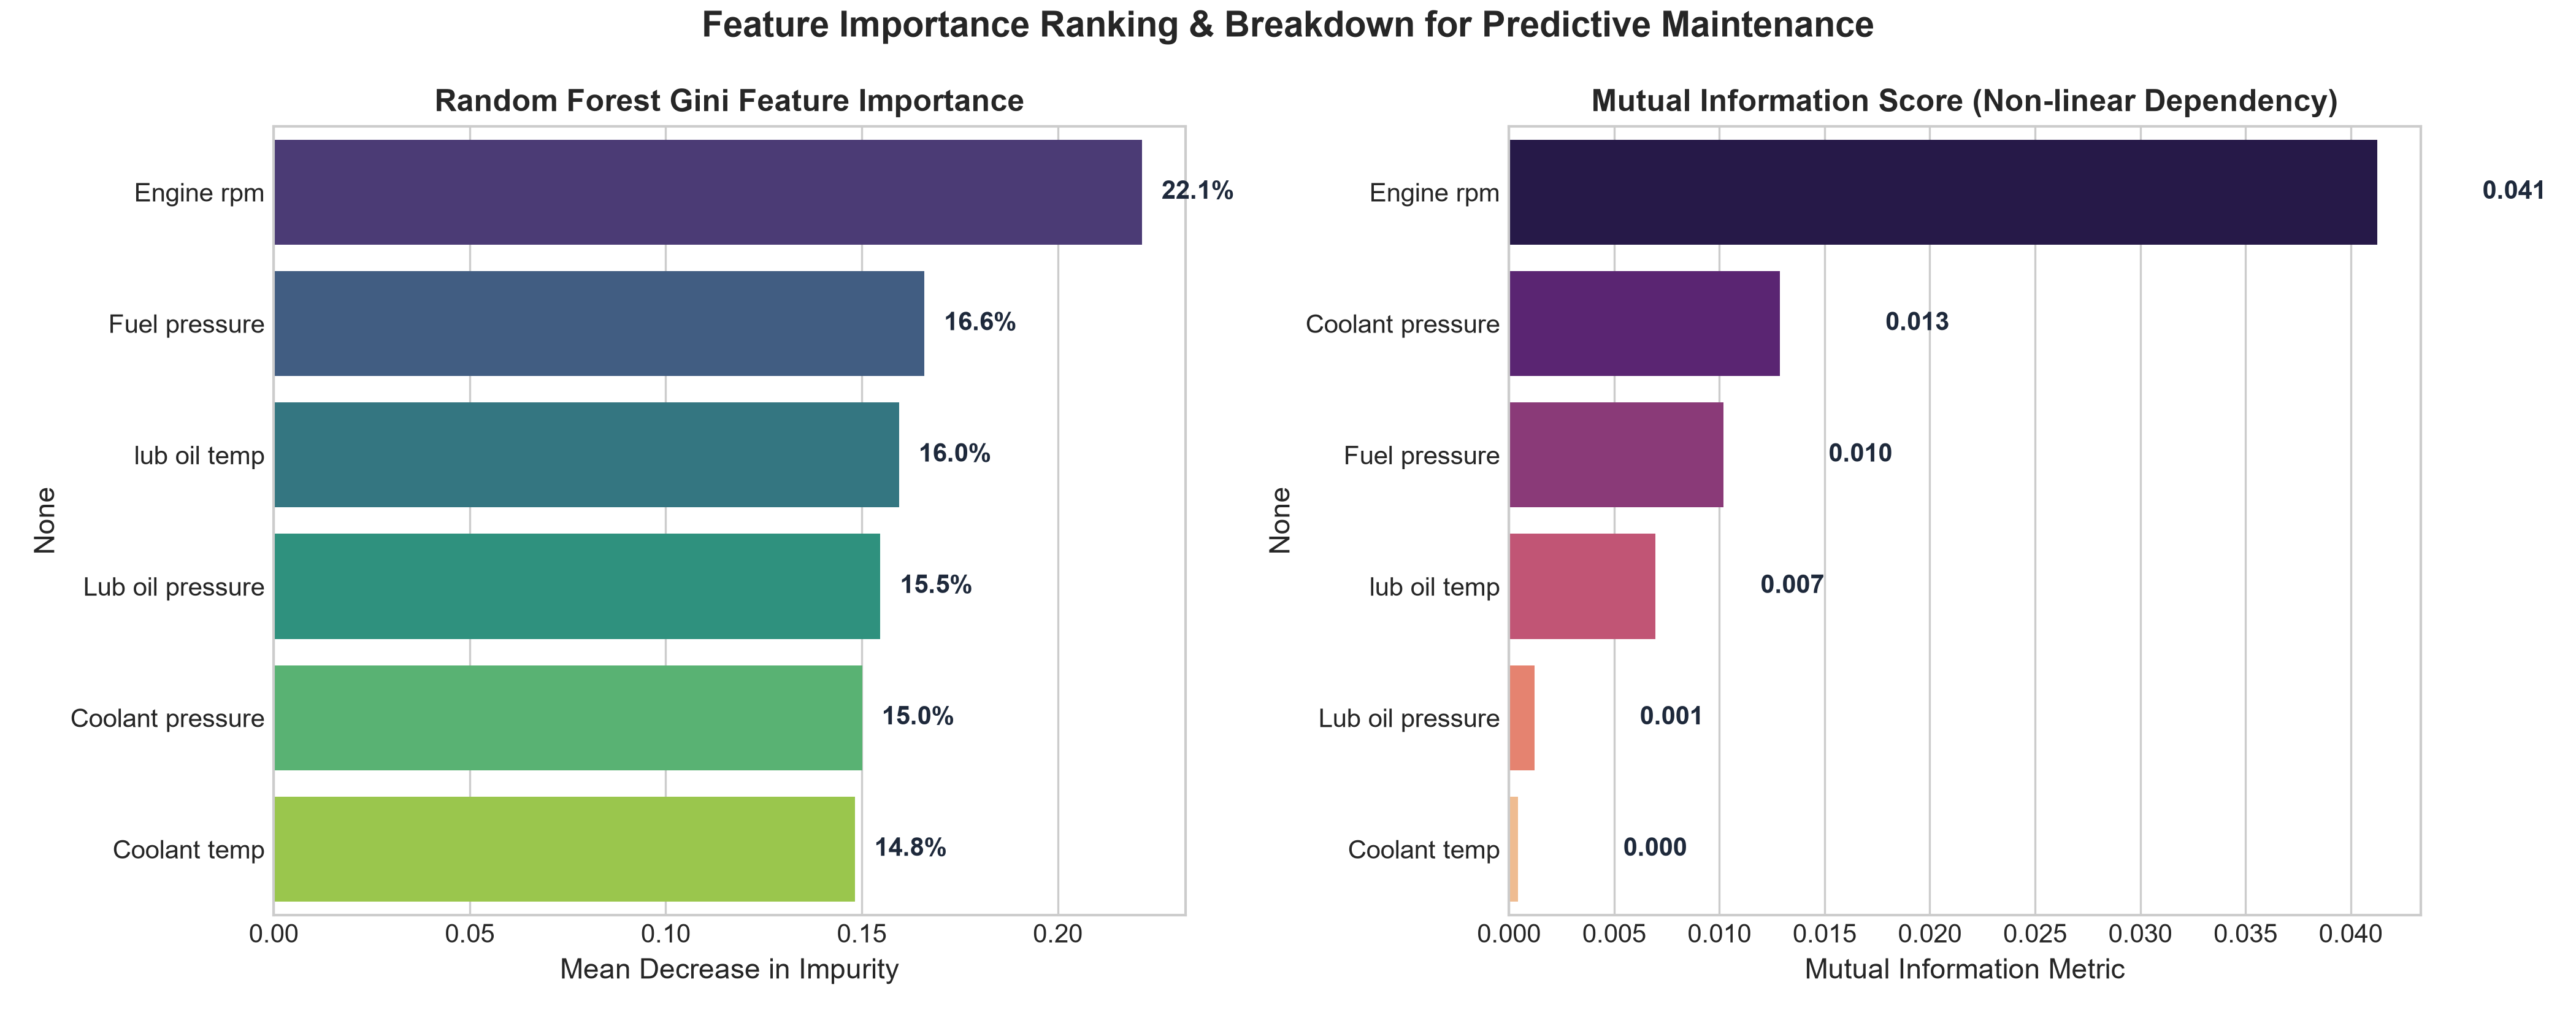 Feature Importance Ranking & Breakdown for Predictive Maintenance
Random Forest Gini Feature Importance
None
Engine rpm
22.1%
Fuel pressure
16.6%
lub oil temp
16.0%
Lub oil pressure
15.5%
Coolant pressure
15.0%
Coolant temp
14.8%
0.00 0.05 0.10 0.15 0.20
Mean Decrease in Impurity
Mutual Information Score (Non-linear Dependency)
None
Engine rpm
0.041
Coolant pressure
0.013
Fuel pressure
0.010
lub oil temp
0.007
Lub oil pressure
0.001
Coolant temp
0.000
0.000 0.005 0.010 0.015 0.020 0.025 0.030 0.035 0.040
Mutual Information Metric